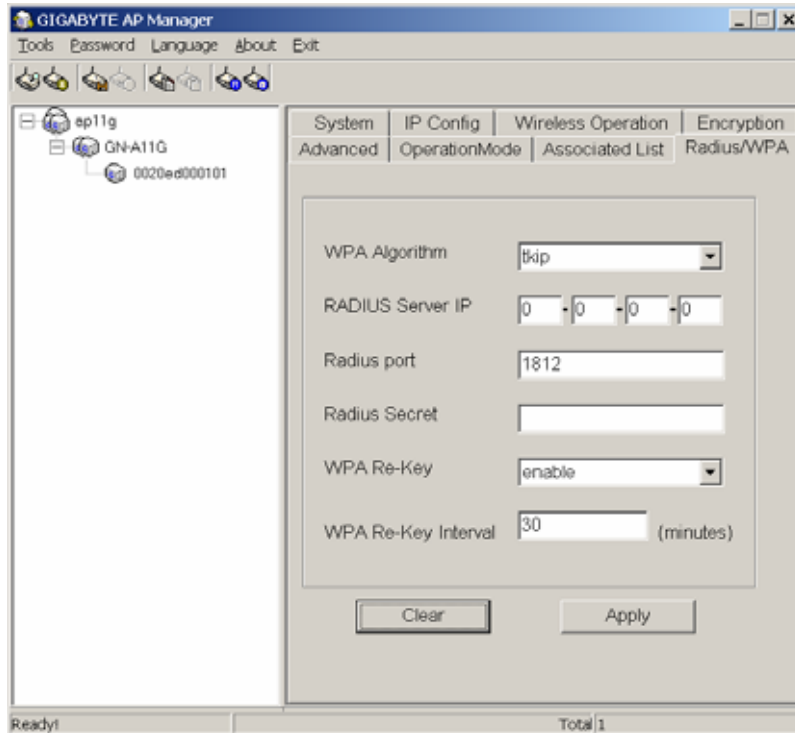 GIGABYTE AP Manager
Tools Password Language About Exit
ap11g
GN-A11G
0020ed000101
System IP Config Wireless Operation Encryption
Advanced OperationMode Associated List Radius/WPA
WPA Algorithm tkip
RADIUS Server IP 0 - 0 - 0 - 0
Radius port 1812
Radius Secret
WPA Re-Key enable
WPA Re-Key Interval 30 (minutes)
Clear Apply
Ready! Total 1